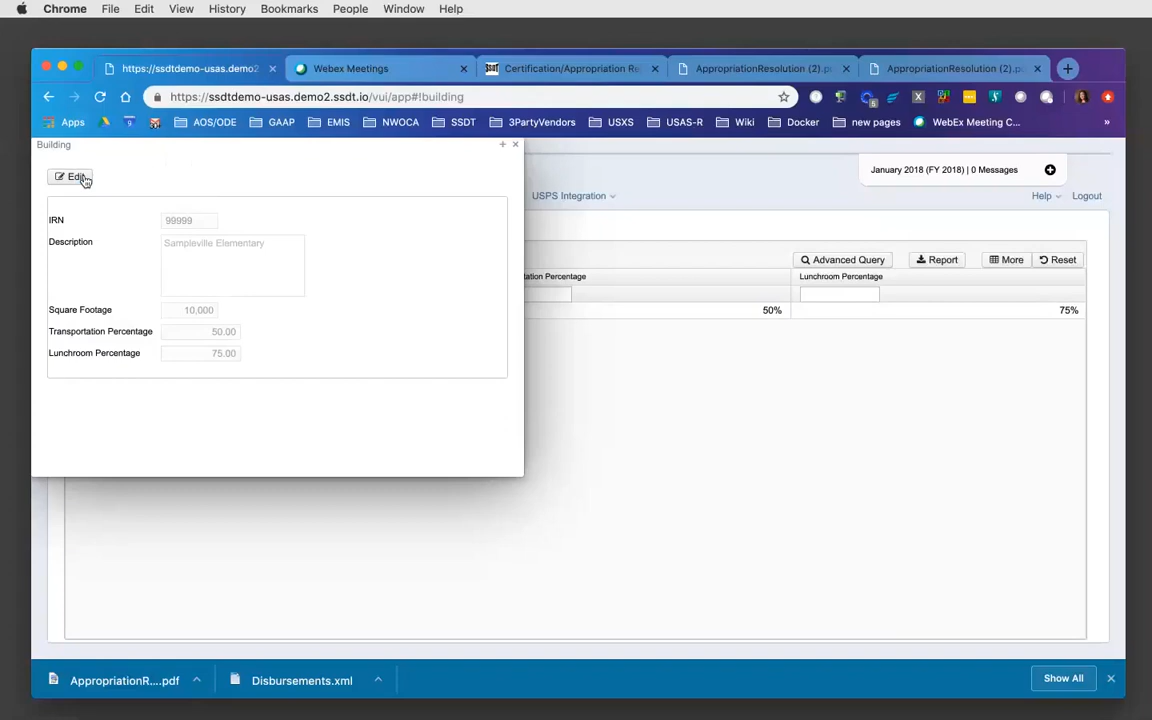 Chrome File Edit View History Bookmarks People Window Help
https://ssdtdemo-usas.demo2 Webex Meetings Certification/Appropriation Re AppropriationResolution (2).p AppropriationResolution (2).p
https://ssdtdemo-usas.demo2.ssdt.io/vui/app#!building
Apps AOS/ODE GAAP EMIS NWOCA SSDT 3PartyVendors USXS USAS-R Wiki Docker new pages WebEx Meeting C... »
Building
January 2018 (FY 2018) | 0 Messages
Edit
USPS Integration Help Logout
IRN 99999
Description Sampleville Elementary
Square Footage 10,000
Transportation Percentage 50.00
Lunchroom Percentage 75.00
Advanced Query Report More Reset
tation Percentage Lunchroom Percentage
50% 75%
AppropriationR....pdf Disbursements.xml Show All